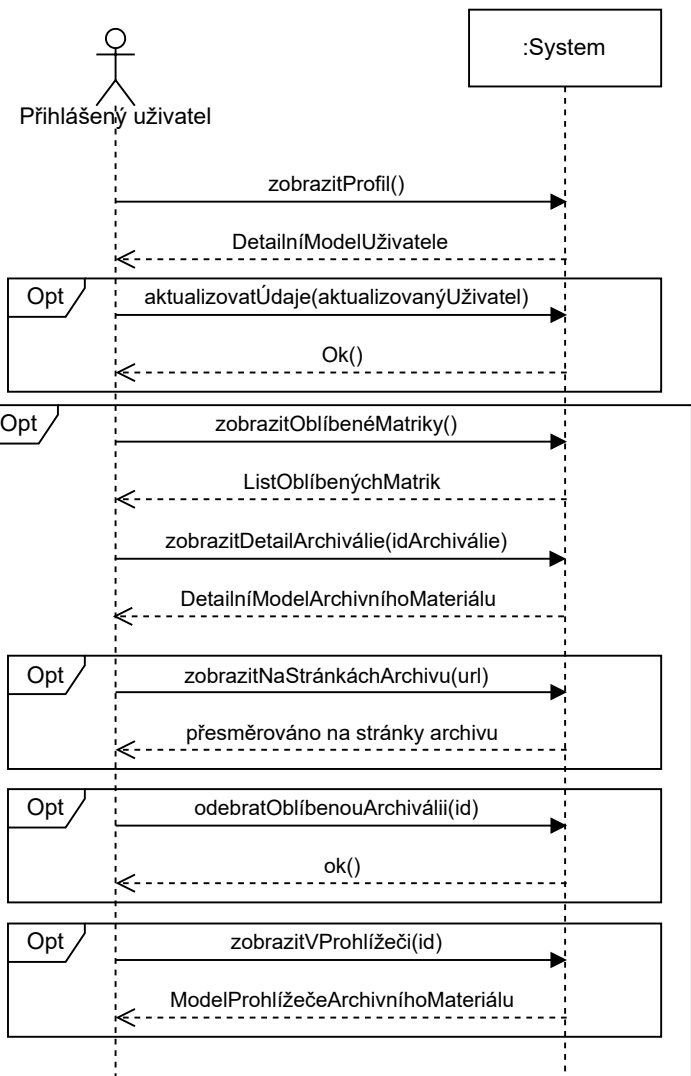 :System
Přihlášený uživatel
zobrazitProfil()
DetailníModelUživatele
Opt
aktualizovatÚdaje(aktualizovanýUživatel)
Ok()
Opt
zobrazitOblíbenéMatriky()
ListOblíbenýchMatrik
zobrazitDetailArchiválie(idArchiválie)
DetailníModelArchivníhoMateriálu
Opt
zobrazitNaStránkáchArchivu(url)
přesměrováno na stránky archivu
Opt
odebratOblíbenouArchiválii(id)
ok()
Opt
zobrazitVProhlížeči(id)
ModelProhlížečeArchivníhoMateriálu